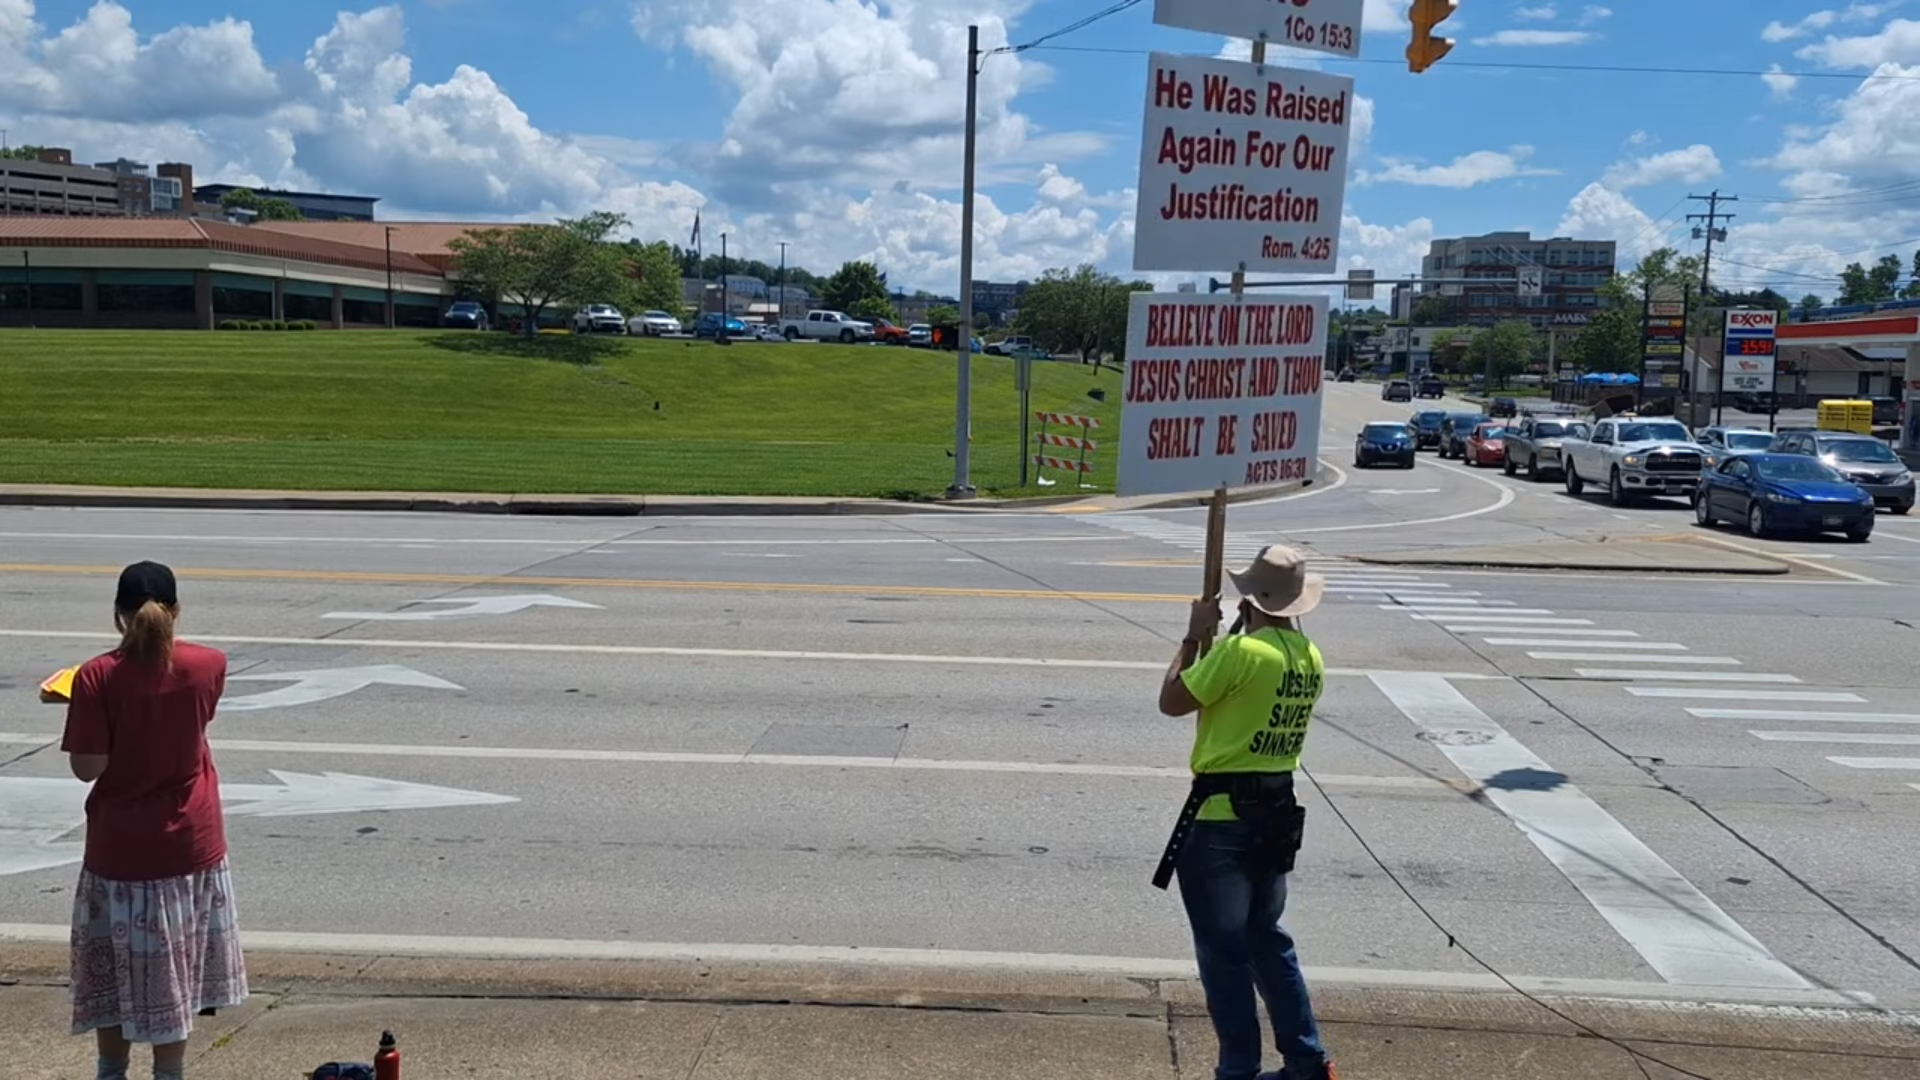 1Co 15:3
He Was Raised
Again For Our
Justification
Rom. 4:25
BELIEVE ON THE LORD
JESUS CHRIST AND THOU
SHALT BE SAVED
ACTS 16:31
MARS
EXXON
3.59
JESUS
SAVES
SINNERS